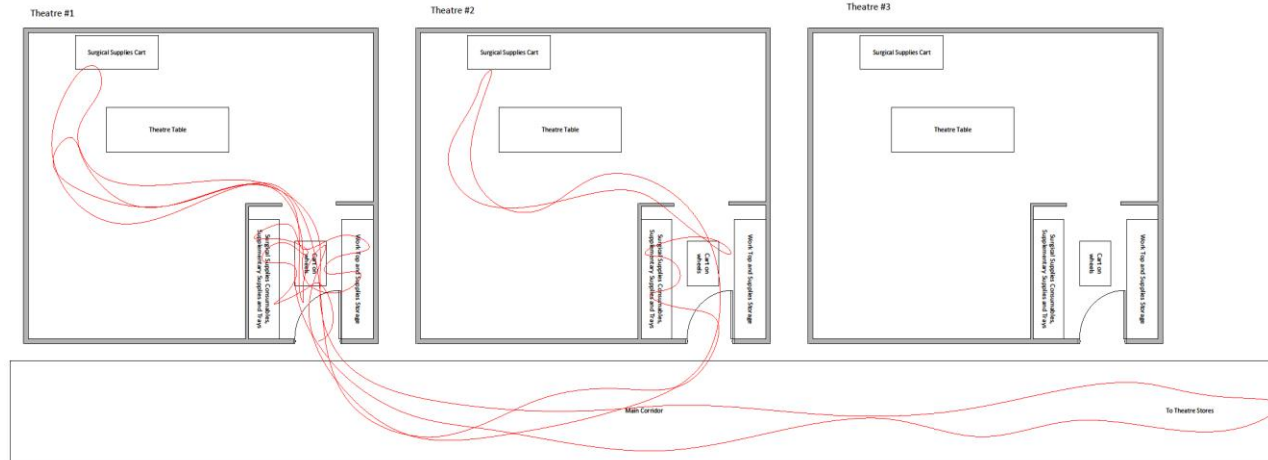 Theatre #1
Theatre #2
Theatre #3
Surgical Supplies Cart
Surgical Supplies Cart
Surgical Supplies Cart
Theatre Table
Theatre Table
Theatre Table
Surgical Supplies Consumables,
Supplementary Supplies and Trays
Cart on
wheels
Work Top and Supplies Storage
Surgical Supplies Consumables,
Supplementary Supplies and Trays
Cart on
wheels
Work Top and Supplies Storage
Surgical Supplies Consumables,
Supplementary Supplies and Trays
Cart on
wheels
Work Top and Supplies Storage
Main Corridor
To Theatre Stores